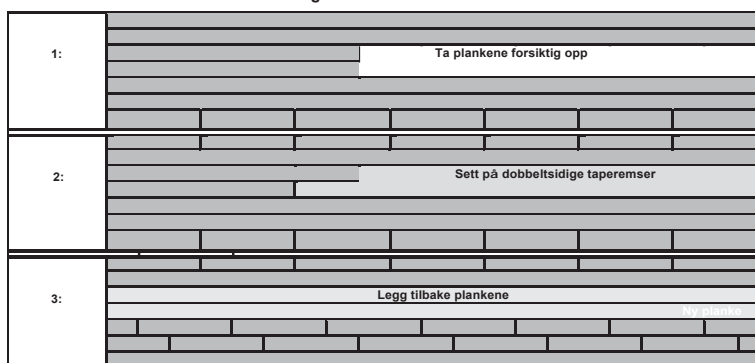 1:
Ta plankene forsiktig opp
2:
Sett på dobbeltsidige taperemser
3:
Legg tilbake plankene
Ny planke